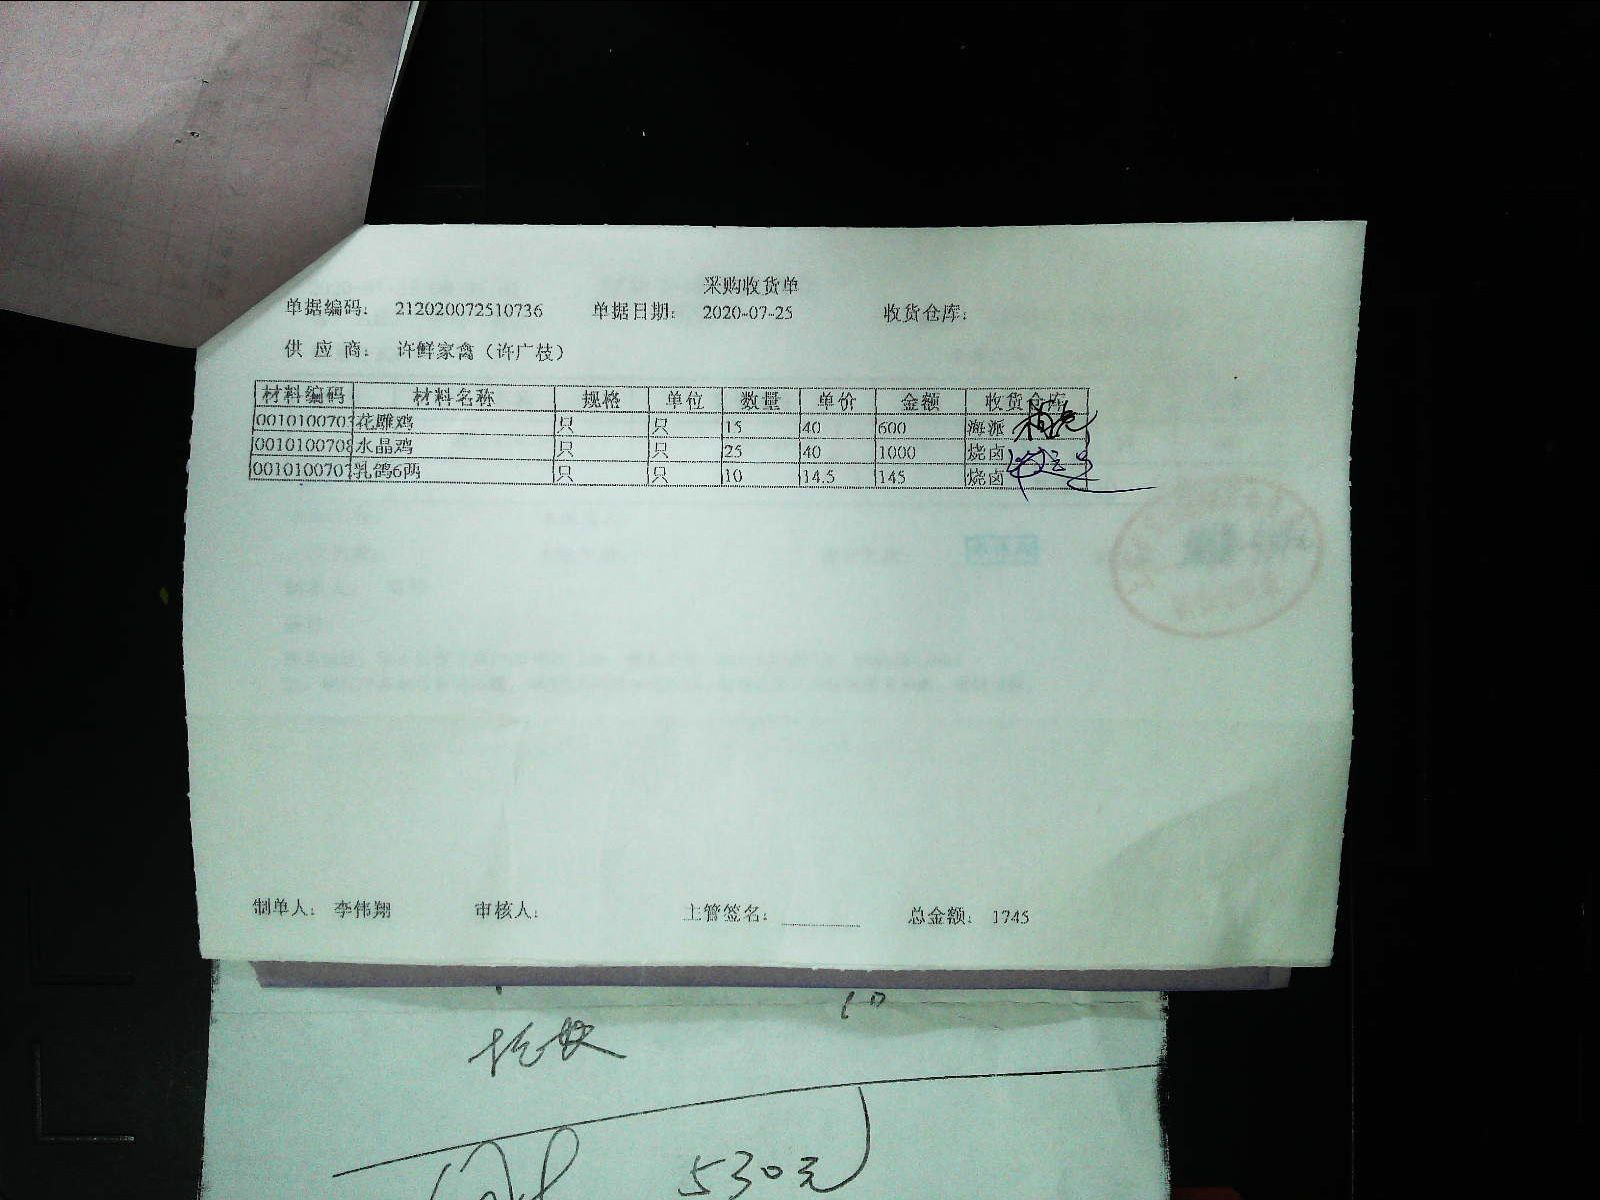 采购收货单
单据编码： 212020072510736 单据日期： 2020-07-25 收货仓库：
供 应 商： 许鲜家禽（许广枝）
材料编码 材料名称 规格 单位 数量 单价 金额 收货仓库
0010100703 花雕鸡 只 只 15 40 600 海派
0010100708 水晶鸡 只 只 25 40 1000 烧卤
0010100707 乳鸽6两 只 只 10 14.5 145 烧卤
制单人： 李伟翔 审核人： 主管签名： 总金额： 1745
530元